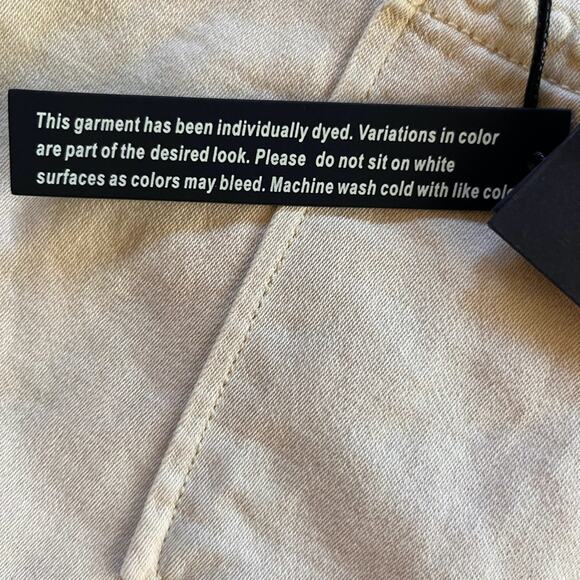 This garment has been individually dyed. Variations in color
are part of the desired look. Please do not sit on white
surfaces as colors may bleed. Machine wash cold with like